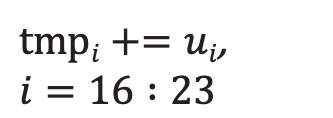 tmpᵢ += uᵢ,
i = 16 : 23